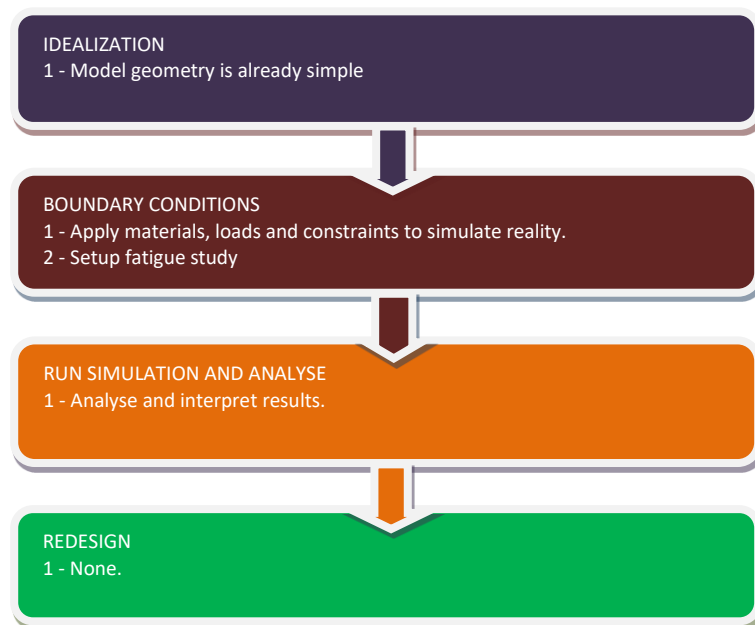 IDEALIZATION
1 - Model geometry is already simple
BOUNDARY CONDITIONS
1 - Apply materials, loads and constraints to simulate reality.
2 - Setup fatigue study
RUN SIMULATION AND ANALYSE
1 - Analyse and interpret results.
REDESIGN
1 - None.